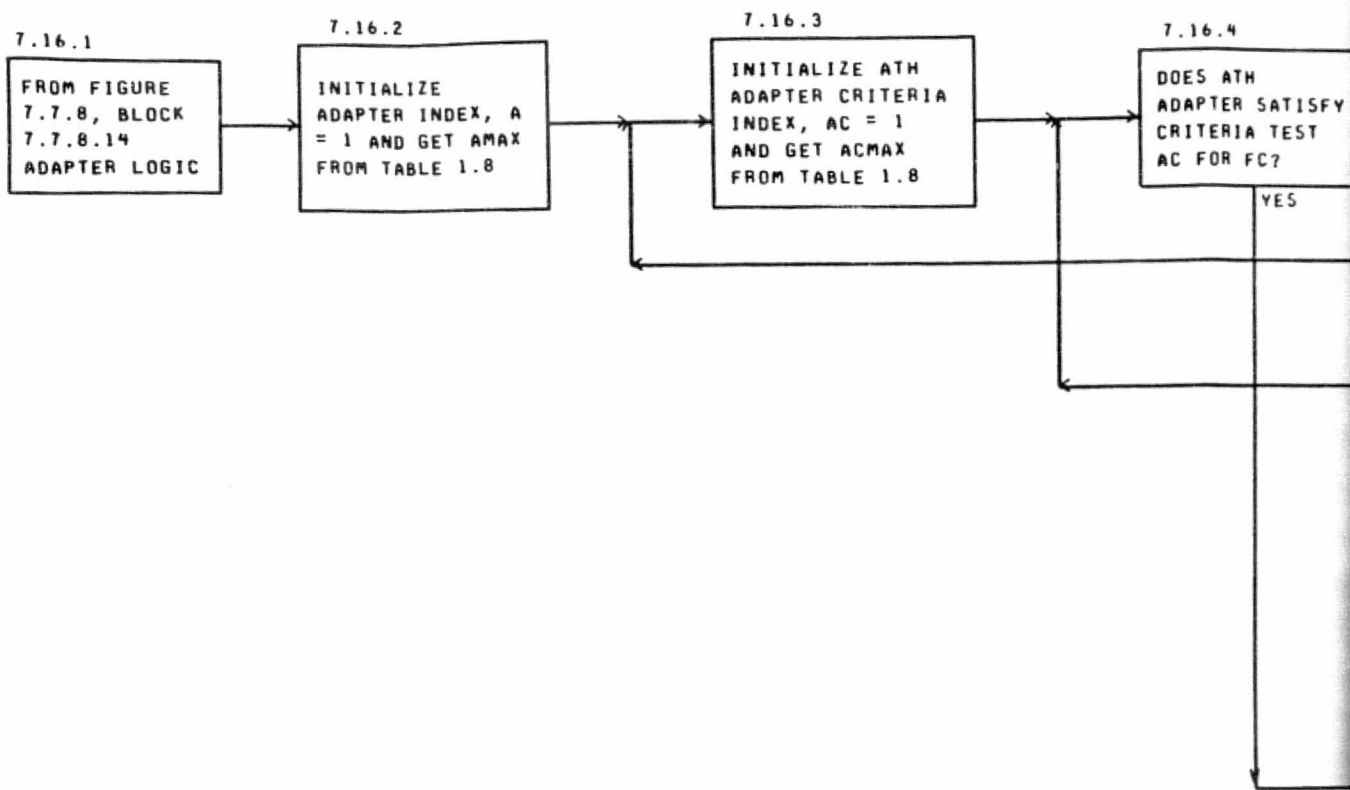 7.16.1
FROM FIGURE
7.7.8, BLOCK
7.7.8.14
ADAPTER LOGIC
7.16.2
INITIALIZE
ADAPTER INDEX, A
= 1 AND GET AMAX
FROM TABLE 1.8
7.16.3
INITIALIZE ATH
ADAPTER CRITERIA
INDEX, AC = 1
AND GET ACMAX
FROM TABLE 1.8
7.16.4
DOES ATH
ADAPTER SATISFY
CRITERIA TEST
AC FOR FC?
YES